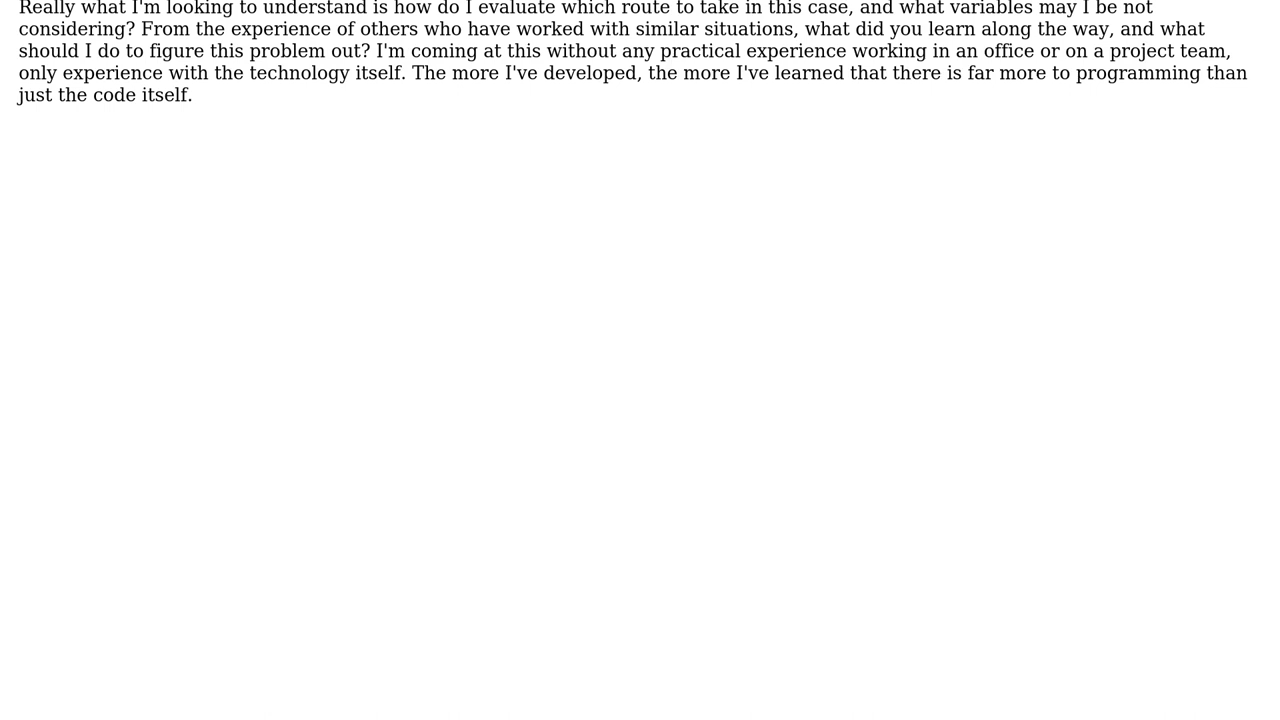 Really what I'm looking to understand is how do I evaluate which route to take in this case, and what variables may I be not
considering? From the experience of others who have worked with similar situations, what did you learn along the way, and what
should I do to figure this problem out? I'm coming at this without any practical experience working in an office or on a project team,
only experience with the technology itself. The more I've developed, the more I've learned that there is far more to programming than
just the code itself.